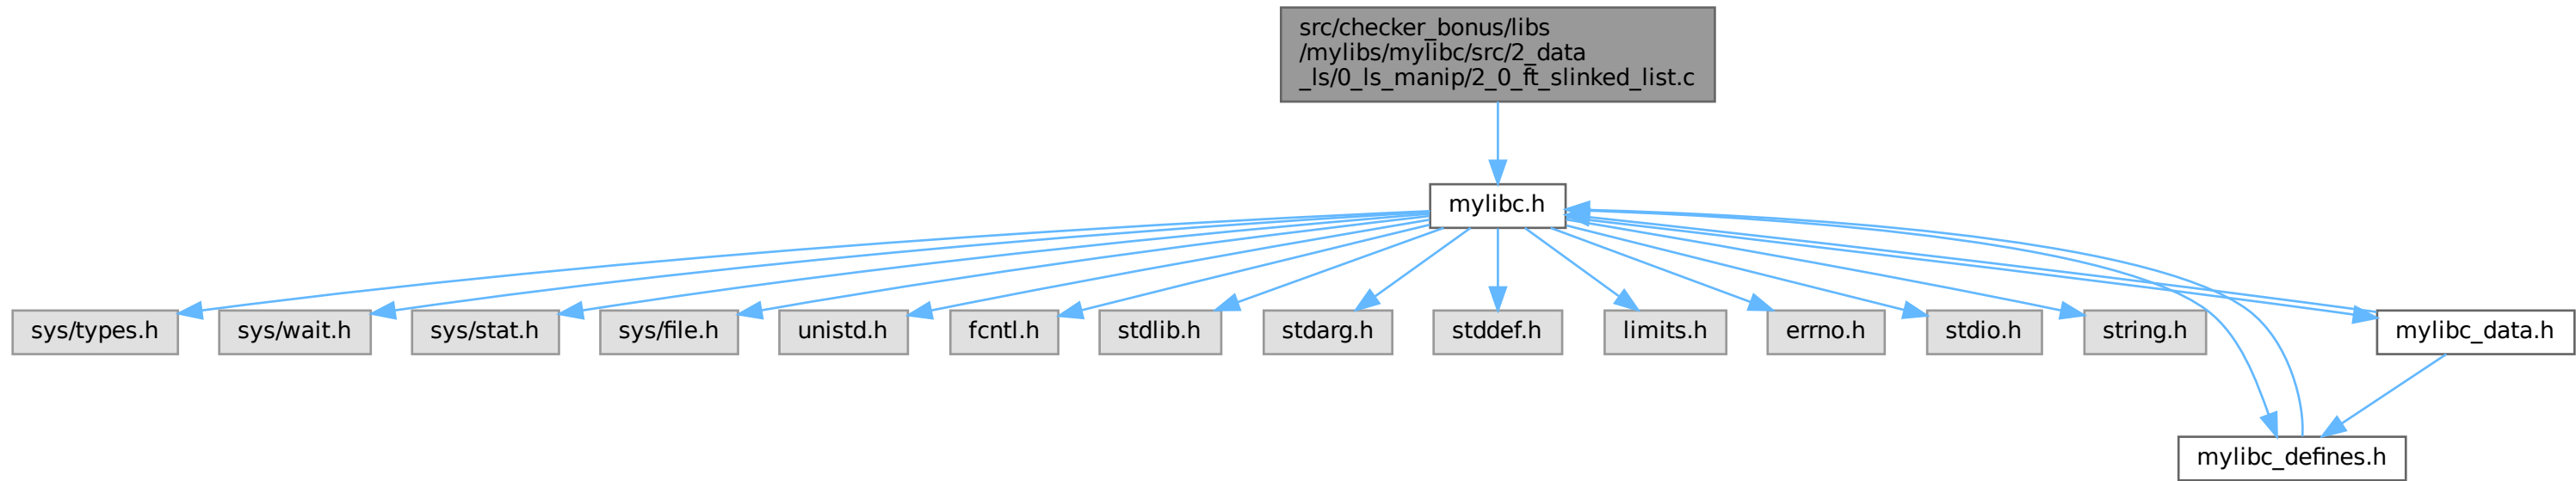 src/checker_bonus/libs
/mylibs/mylibc/src/2_data
_ls/0_ls_manip/2_0_ft_slinked_list.c
mylibc.h
sys/types.h
sys/wait.h
sys/stat.h
sys/file.h
unistd.h
fcntl.h
stdlib.h
stdarg.h
stddef.h
limits.h
errno.h
stdio.h
string.h
mylibc_data.h
mylibc_defines.h